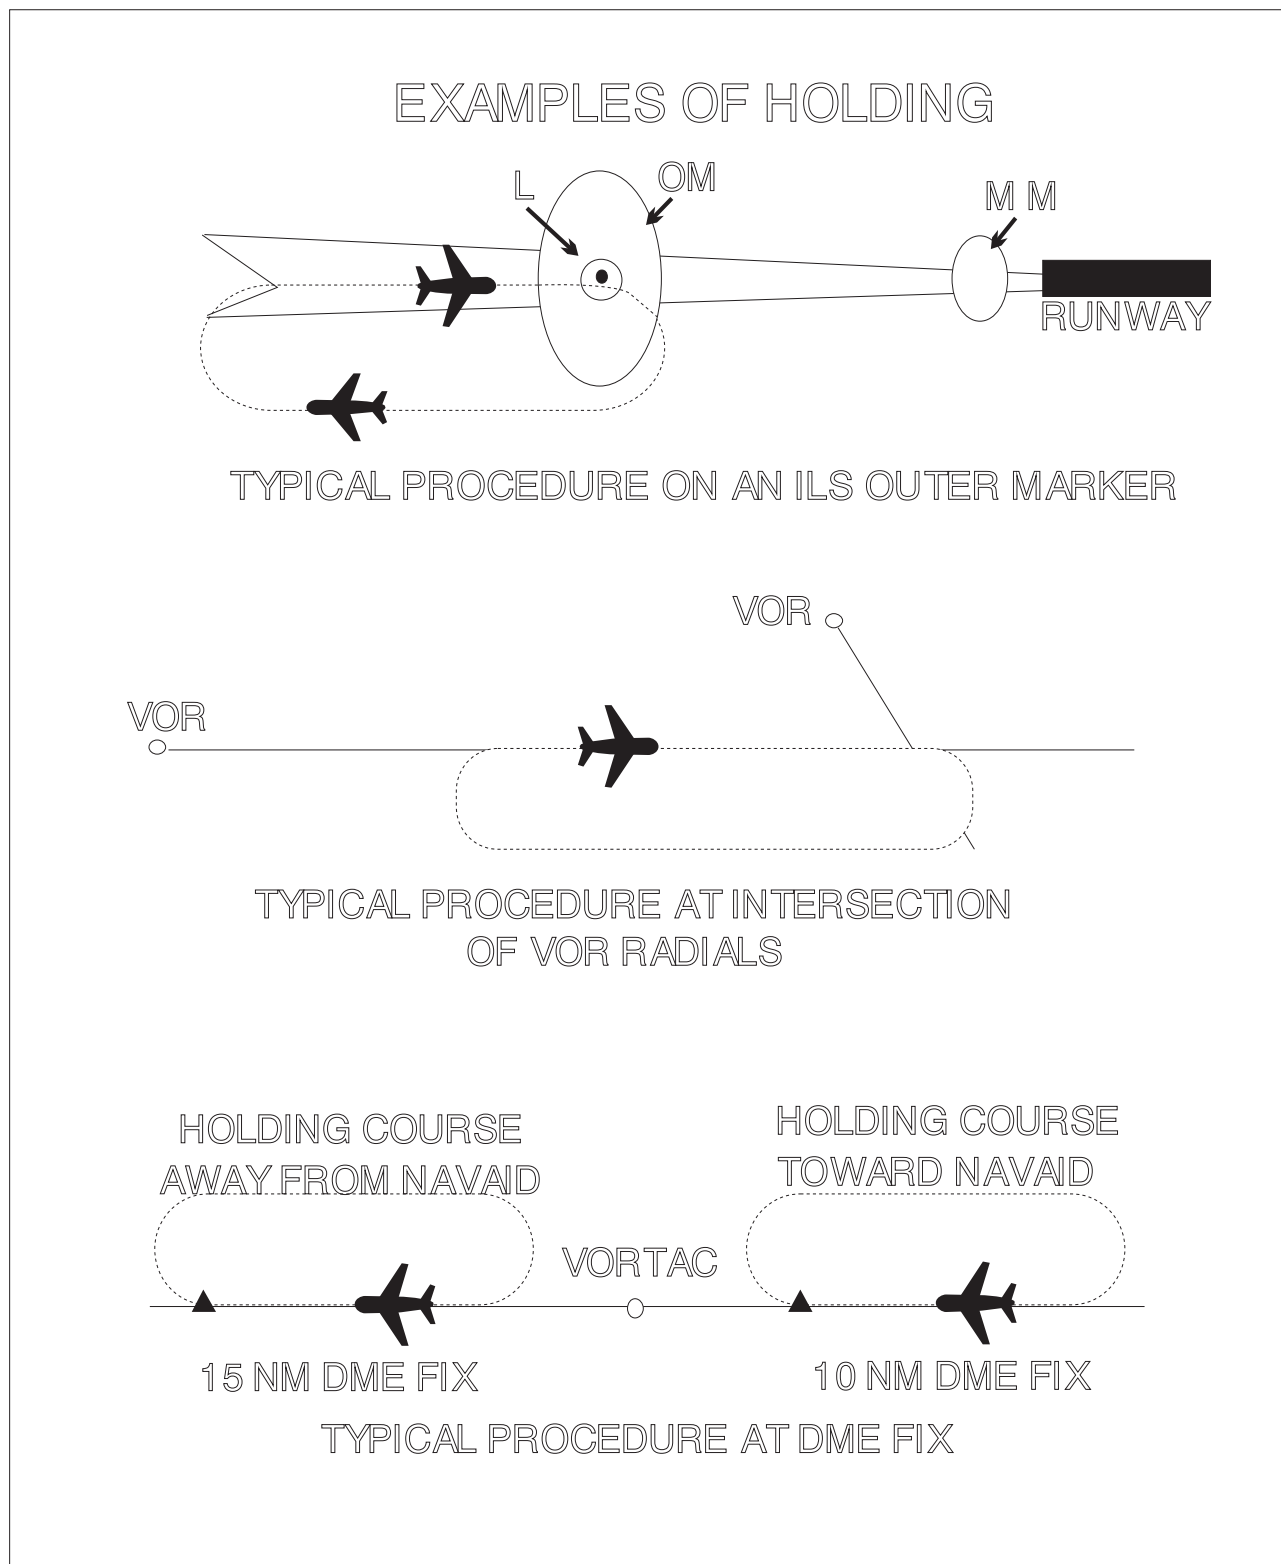 EXAMPLES OF HOLDING
L
OM
M M
RUNWAY
TYPICAL PROCEDURE ON AN ILS OUTER MARKER
VOR
VOR
TYPICAL PROCEDURE AT INTERSECTION
OF VOR RADIALS
HOLDING COURSE
AWAY FROM NAVAID
HOLDING COURSE
TOWARD NAVAID
VORTAC
15 NM DME FIX
10 NM DME FIX
TYPICAL PROCEDURE AT DME FIX